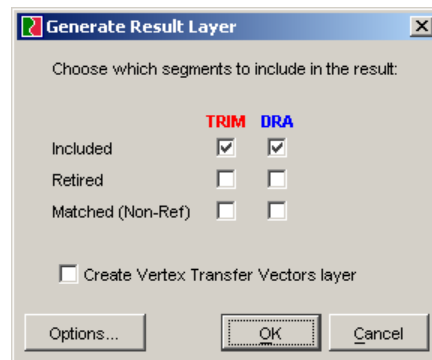 Generate Result Layer
Choose which segments to include in the result:
TRIM DRA
Included
Retired
Matched (Non-Ref)
Create Vertex Transfer Vectors layer
Options... OK Cancel